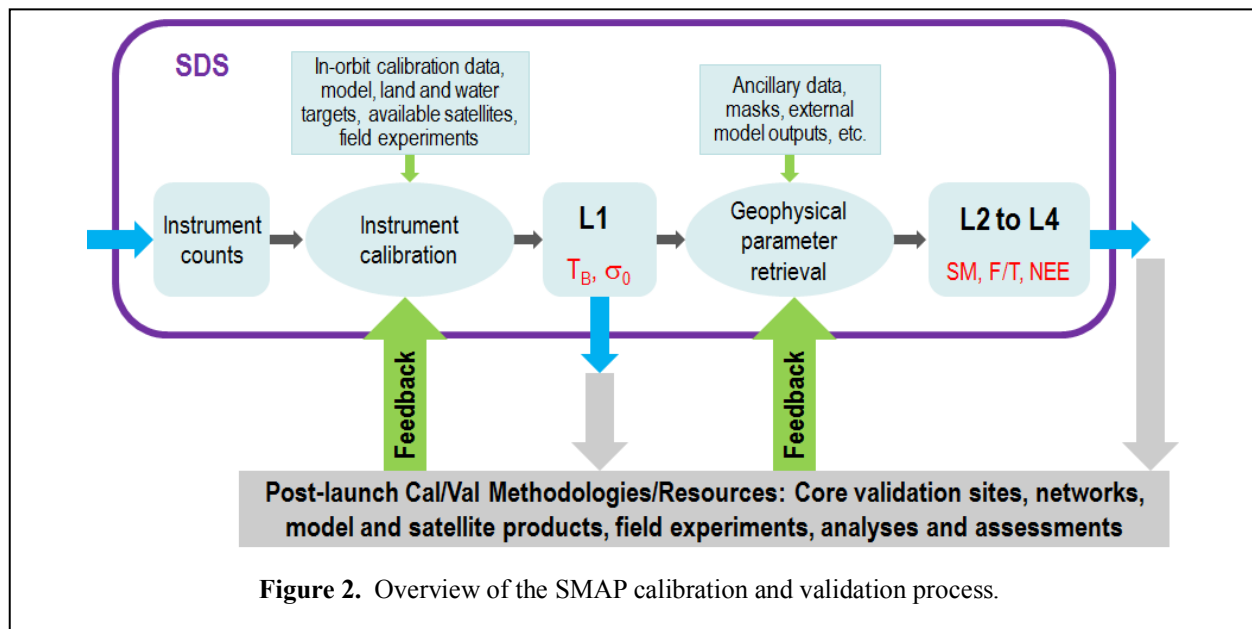 SDS
In-orbit calibration data,
model, land and water
targets, available satellites,
field experiments
Ancillary data,
masks, external
model outputs, etc.
Instrument
counts
Instrument
calibration
L1
T_B, σ_0
Geophysical
parameter
retrieval
L2 to L4
SM, F/T, NEE
Feedback
Feedback
Post-launch Cal/Val Methodologies/Resources: Core validation sites, networks,
model and satellite products, field experiments, analyses and assessments
Figure 2. Overview of the SMAP calibration and validation process.